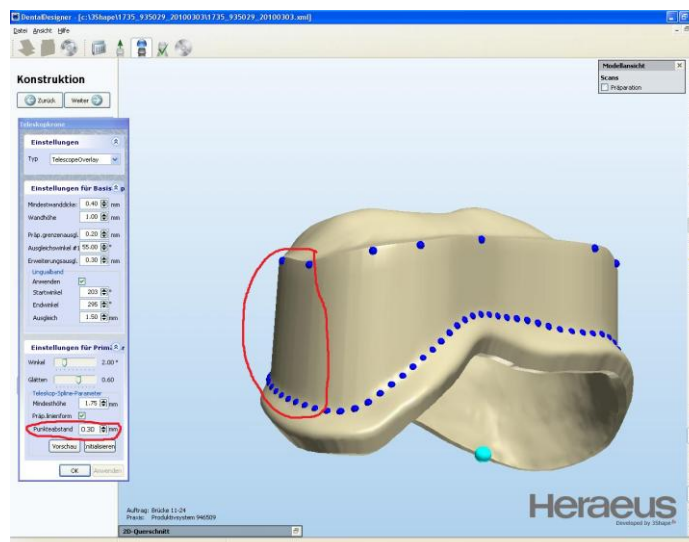 DentalDesigner - [c:\3Shape\1735_935029_20100303\1735_935029_20100303.xml]
Datei Ansicht Hilfe
Konstruktion
Zurück Weiter
Teleskopkrone
Einstellungen
Typ TelescopeOverlay
Einstellungen für Basis
Mindestwanddicke: 0.40 mm
Wandhöhe 1.00 mm
Präp.grenzenausgl. 0.20 mm
Ausgleichwinkel #1 55.00 °
Erweiterungsausgl. 0.30 mm
Lingualband
Anwenden
Startwinkel 203 °
Endwinkel 295 °
Ausgleich 1.50 mm
Einstellungen für
Winkel 2.00 °
Glätten 0.60
Teleskop-Spline-Parameter
Mindesthöhe 1.75 mm
Präp.linienform
Punkteabstand 0.30 mm
Vorschau Initialisieren
OK Anwenden
Modellansicht
Scans
Präparation
Auftrag: Brücke 11-24
Praxis: Produktivsystem 946509
2D-Querschnitt
Heraeus
Developed by 3Shape